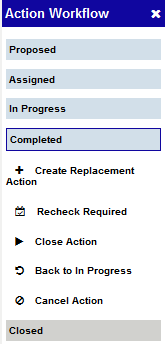 Action Workflow
Proposed
Assigned
In Progress
Completed
Create Replacement
Action
Recheck Required
Close Action
Back to In Progress
Cancel Action
Closed